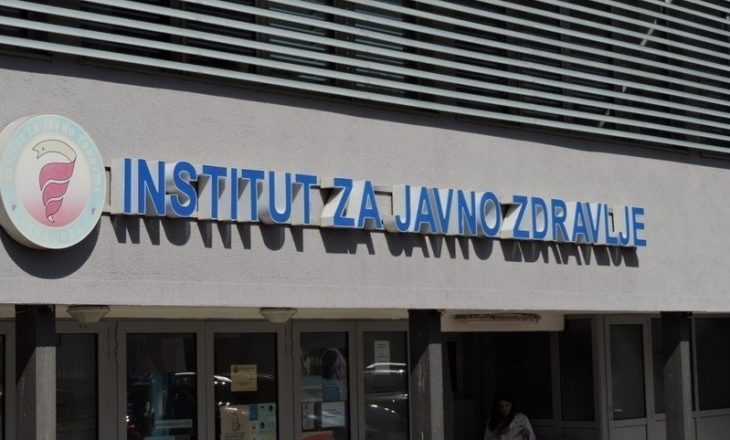 INSTITUT ZA JAVNO ZDRAVLJE